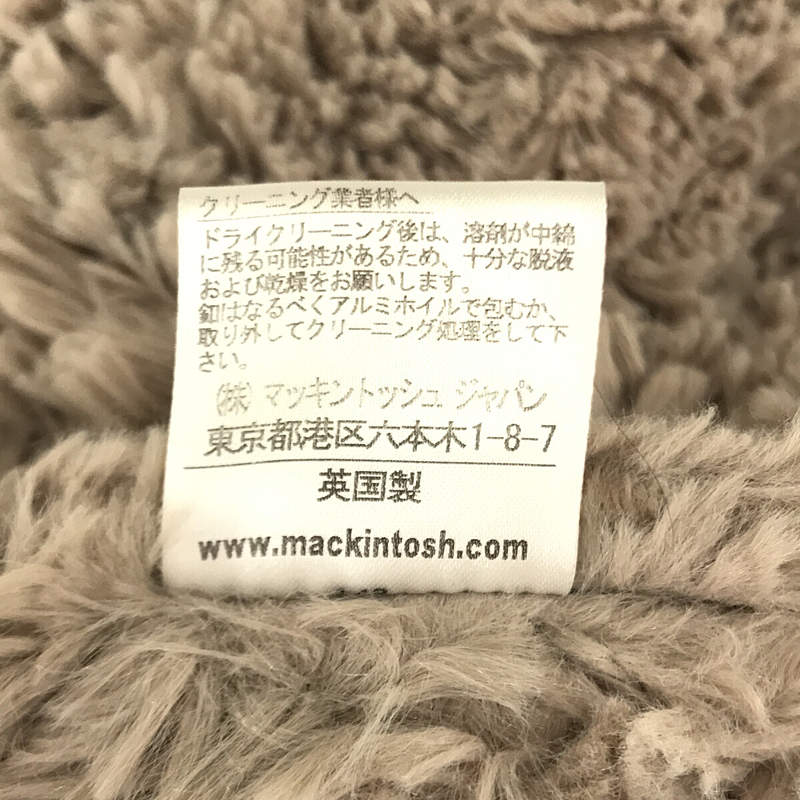 クリーニング業者様へ
ドライクリーニング後は、溶剤が中綿
に残る可能性があるため、十分な脱液
および乾燥をお願いします。
釦はなるべくアルミホイルで包むか、
取り外してクリーニング処理をして下
さい。
(株) マッキントッシュ ジャパン
東京都港区六本木1-8-7
英国製
www.mackintosh.com